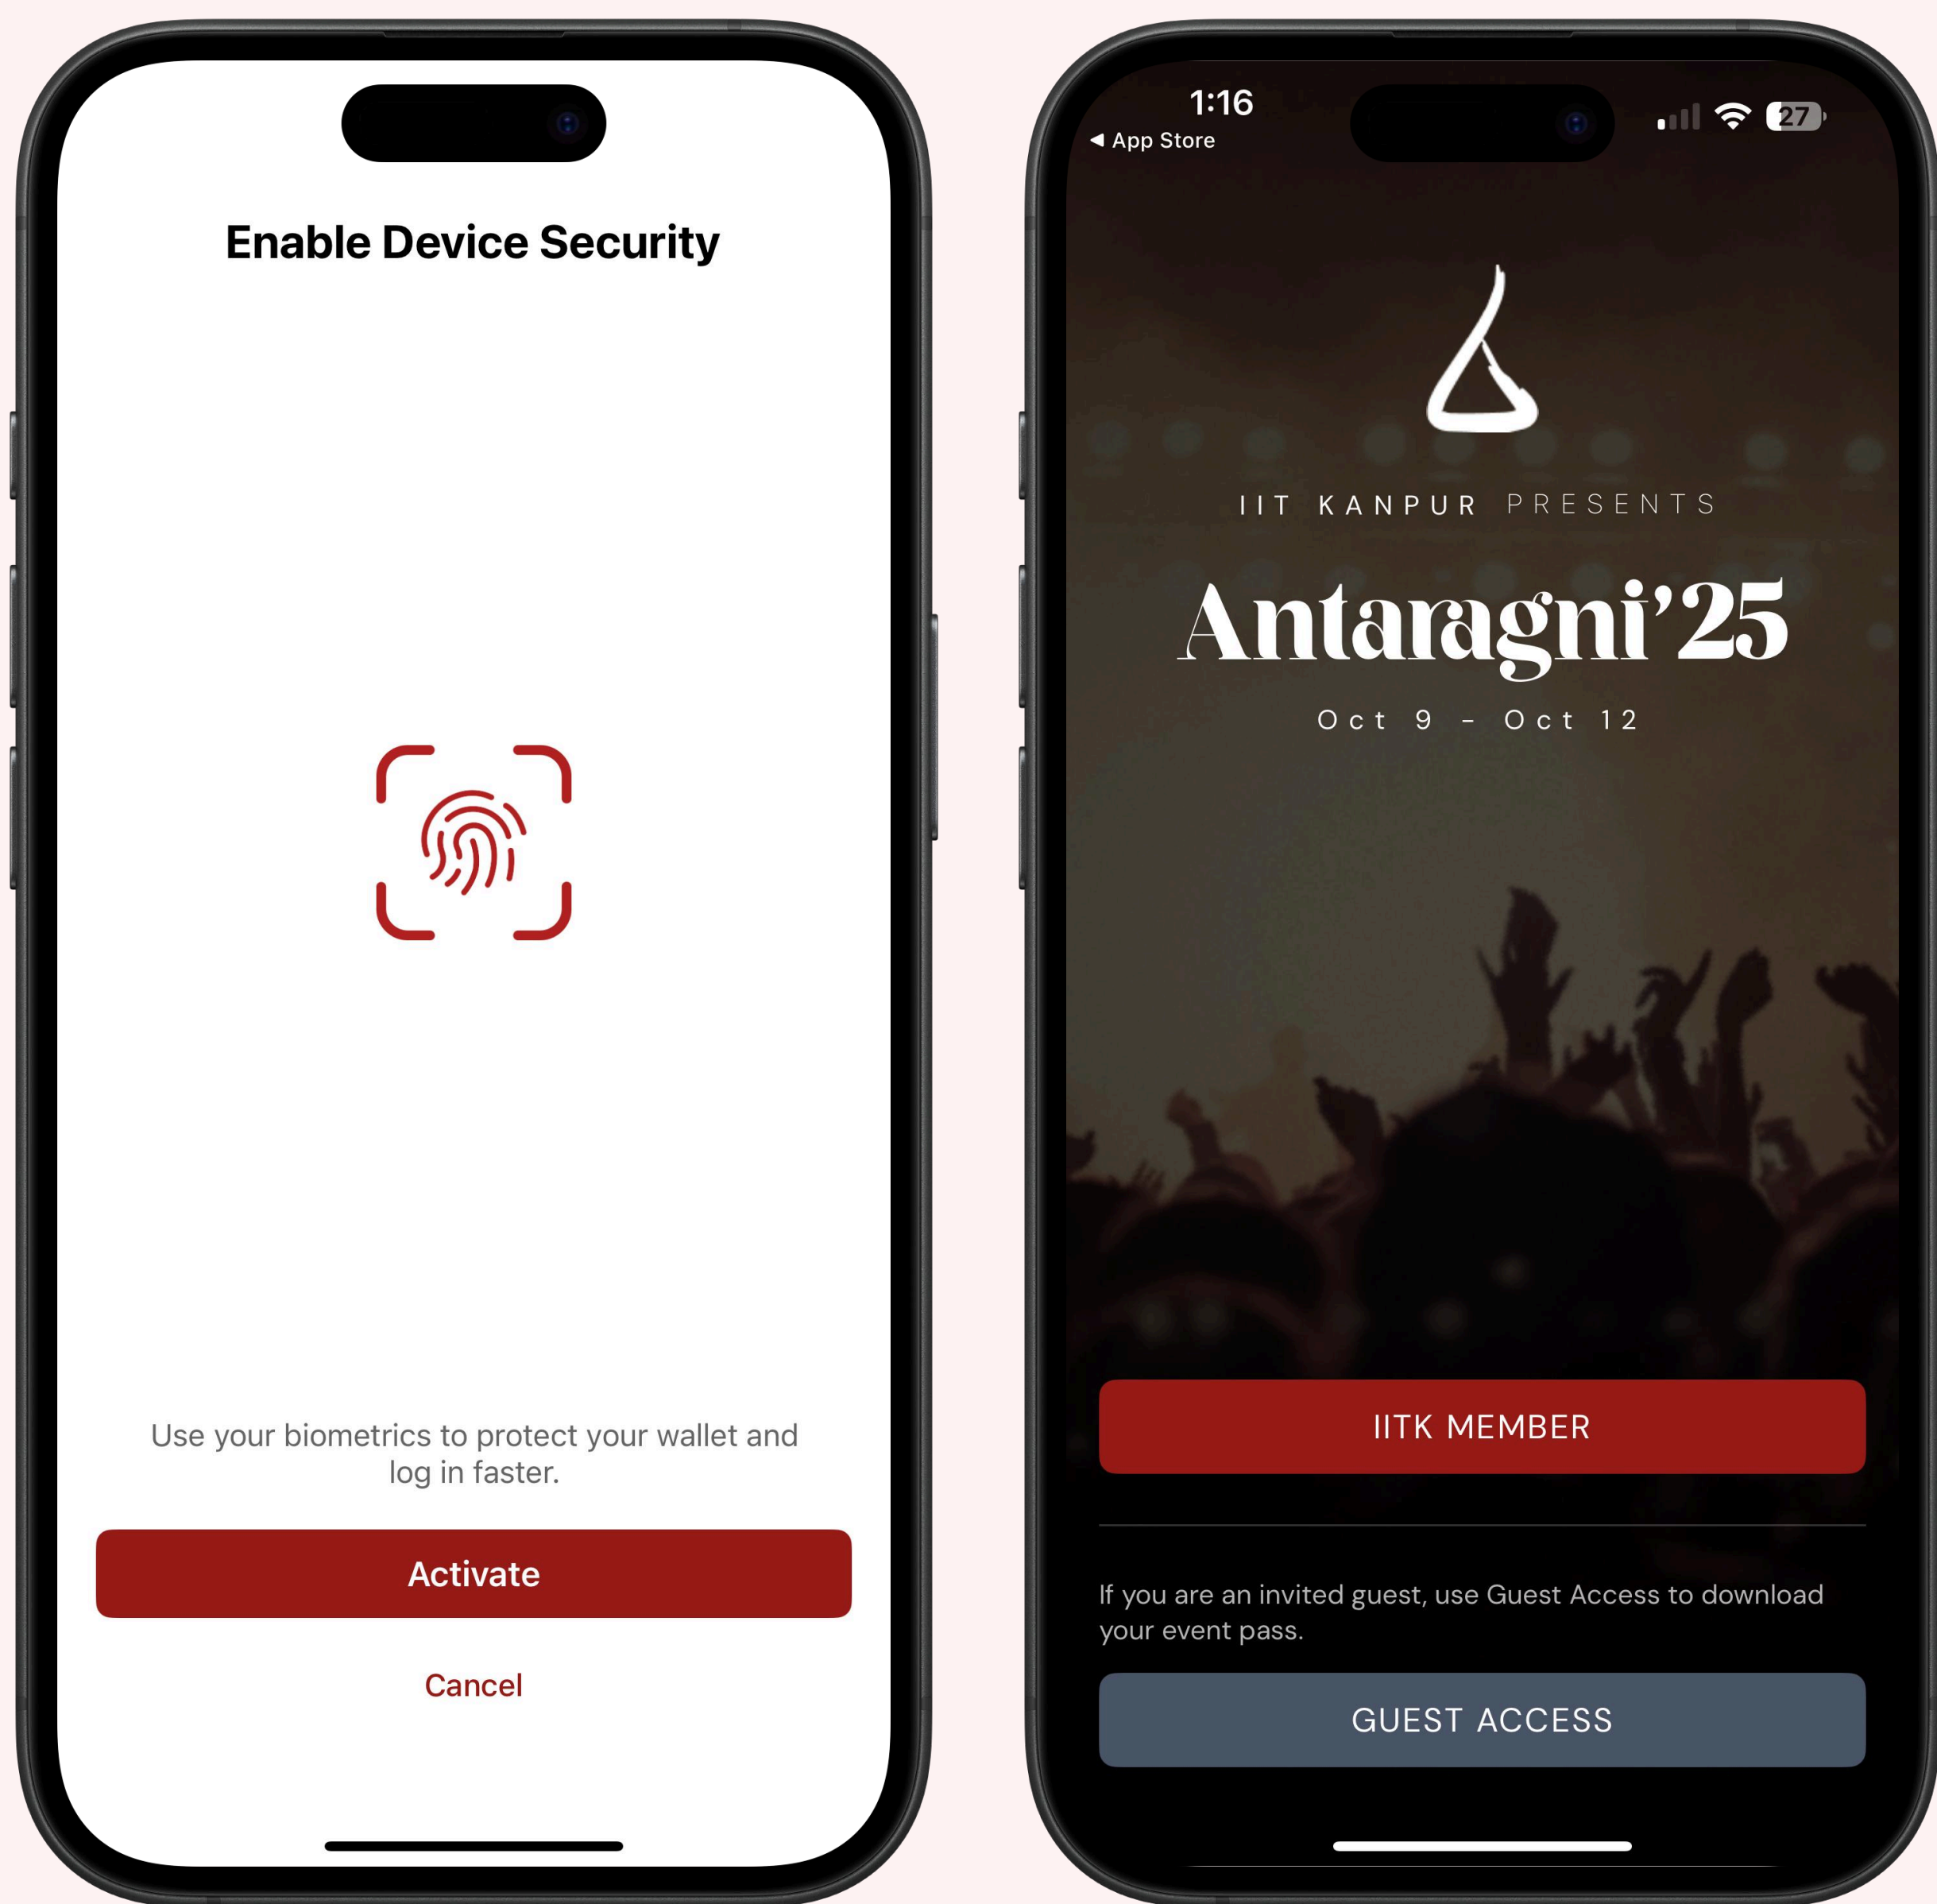 Enable Device Security
Use your biometrics to protect your wallet and
log in faster.
Activate
Cancel
1:16
27
◀ App Store
IIT KANPUR PRESENTS
Antaragni’25
Oct 9 - Oct 12
IITK MEMBER
If you are an invited guest, use Guest Access to download
your event pass.
GUEST ACCESS